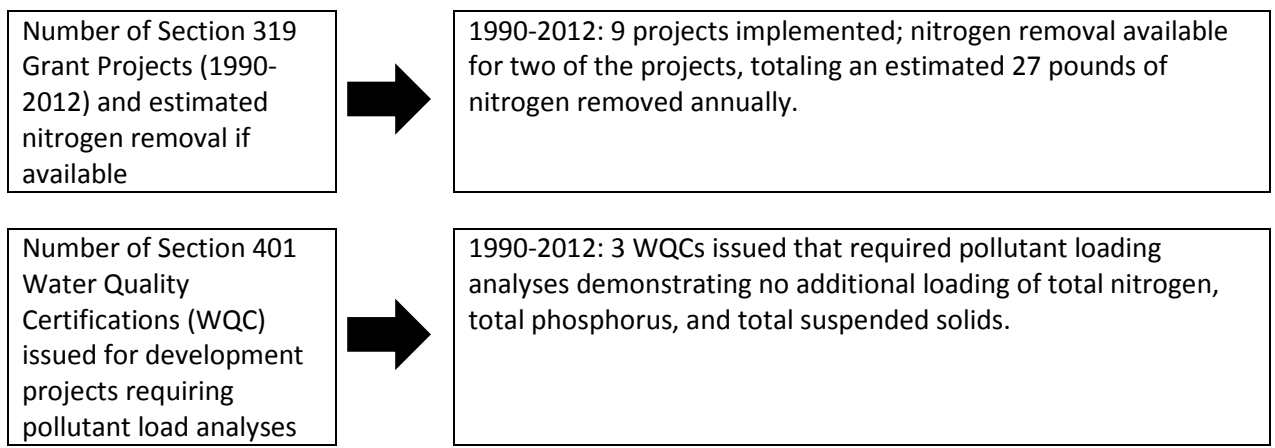 Number of Section 319
Grant Projects (1990-
2012) and estimated
nitrogen removal if
available
1990-2012: 9 projects implemented; nitrogen removal available
for two of the projects, totaling an estimated 27 pounds of
nitrogen removed annually.
Number of Section 401
Water Quality
Certifications (WQC)
issued for development
projects requiring
pollutant load analyses
1990-2012: 3 WQCs issued that required pollutant loading
analyses demonstrating no additional loading of total nitrogen,
total phosphorus, and total suspended solids.